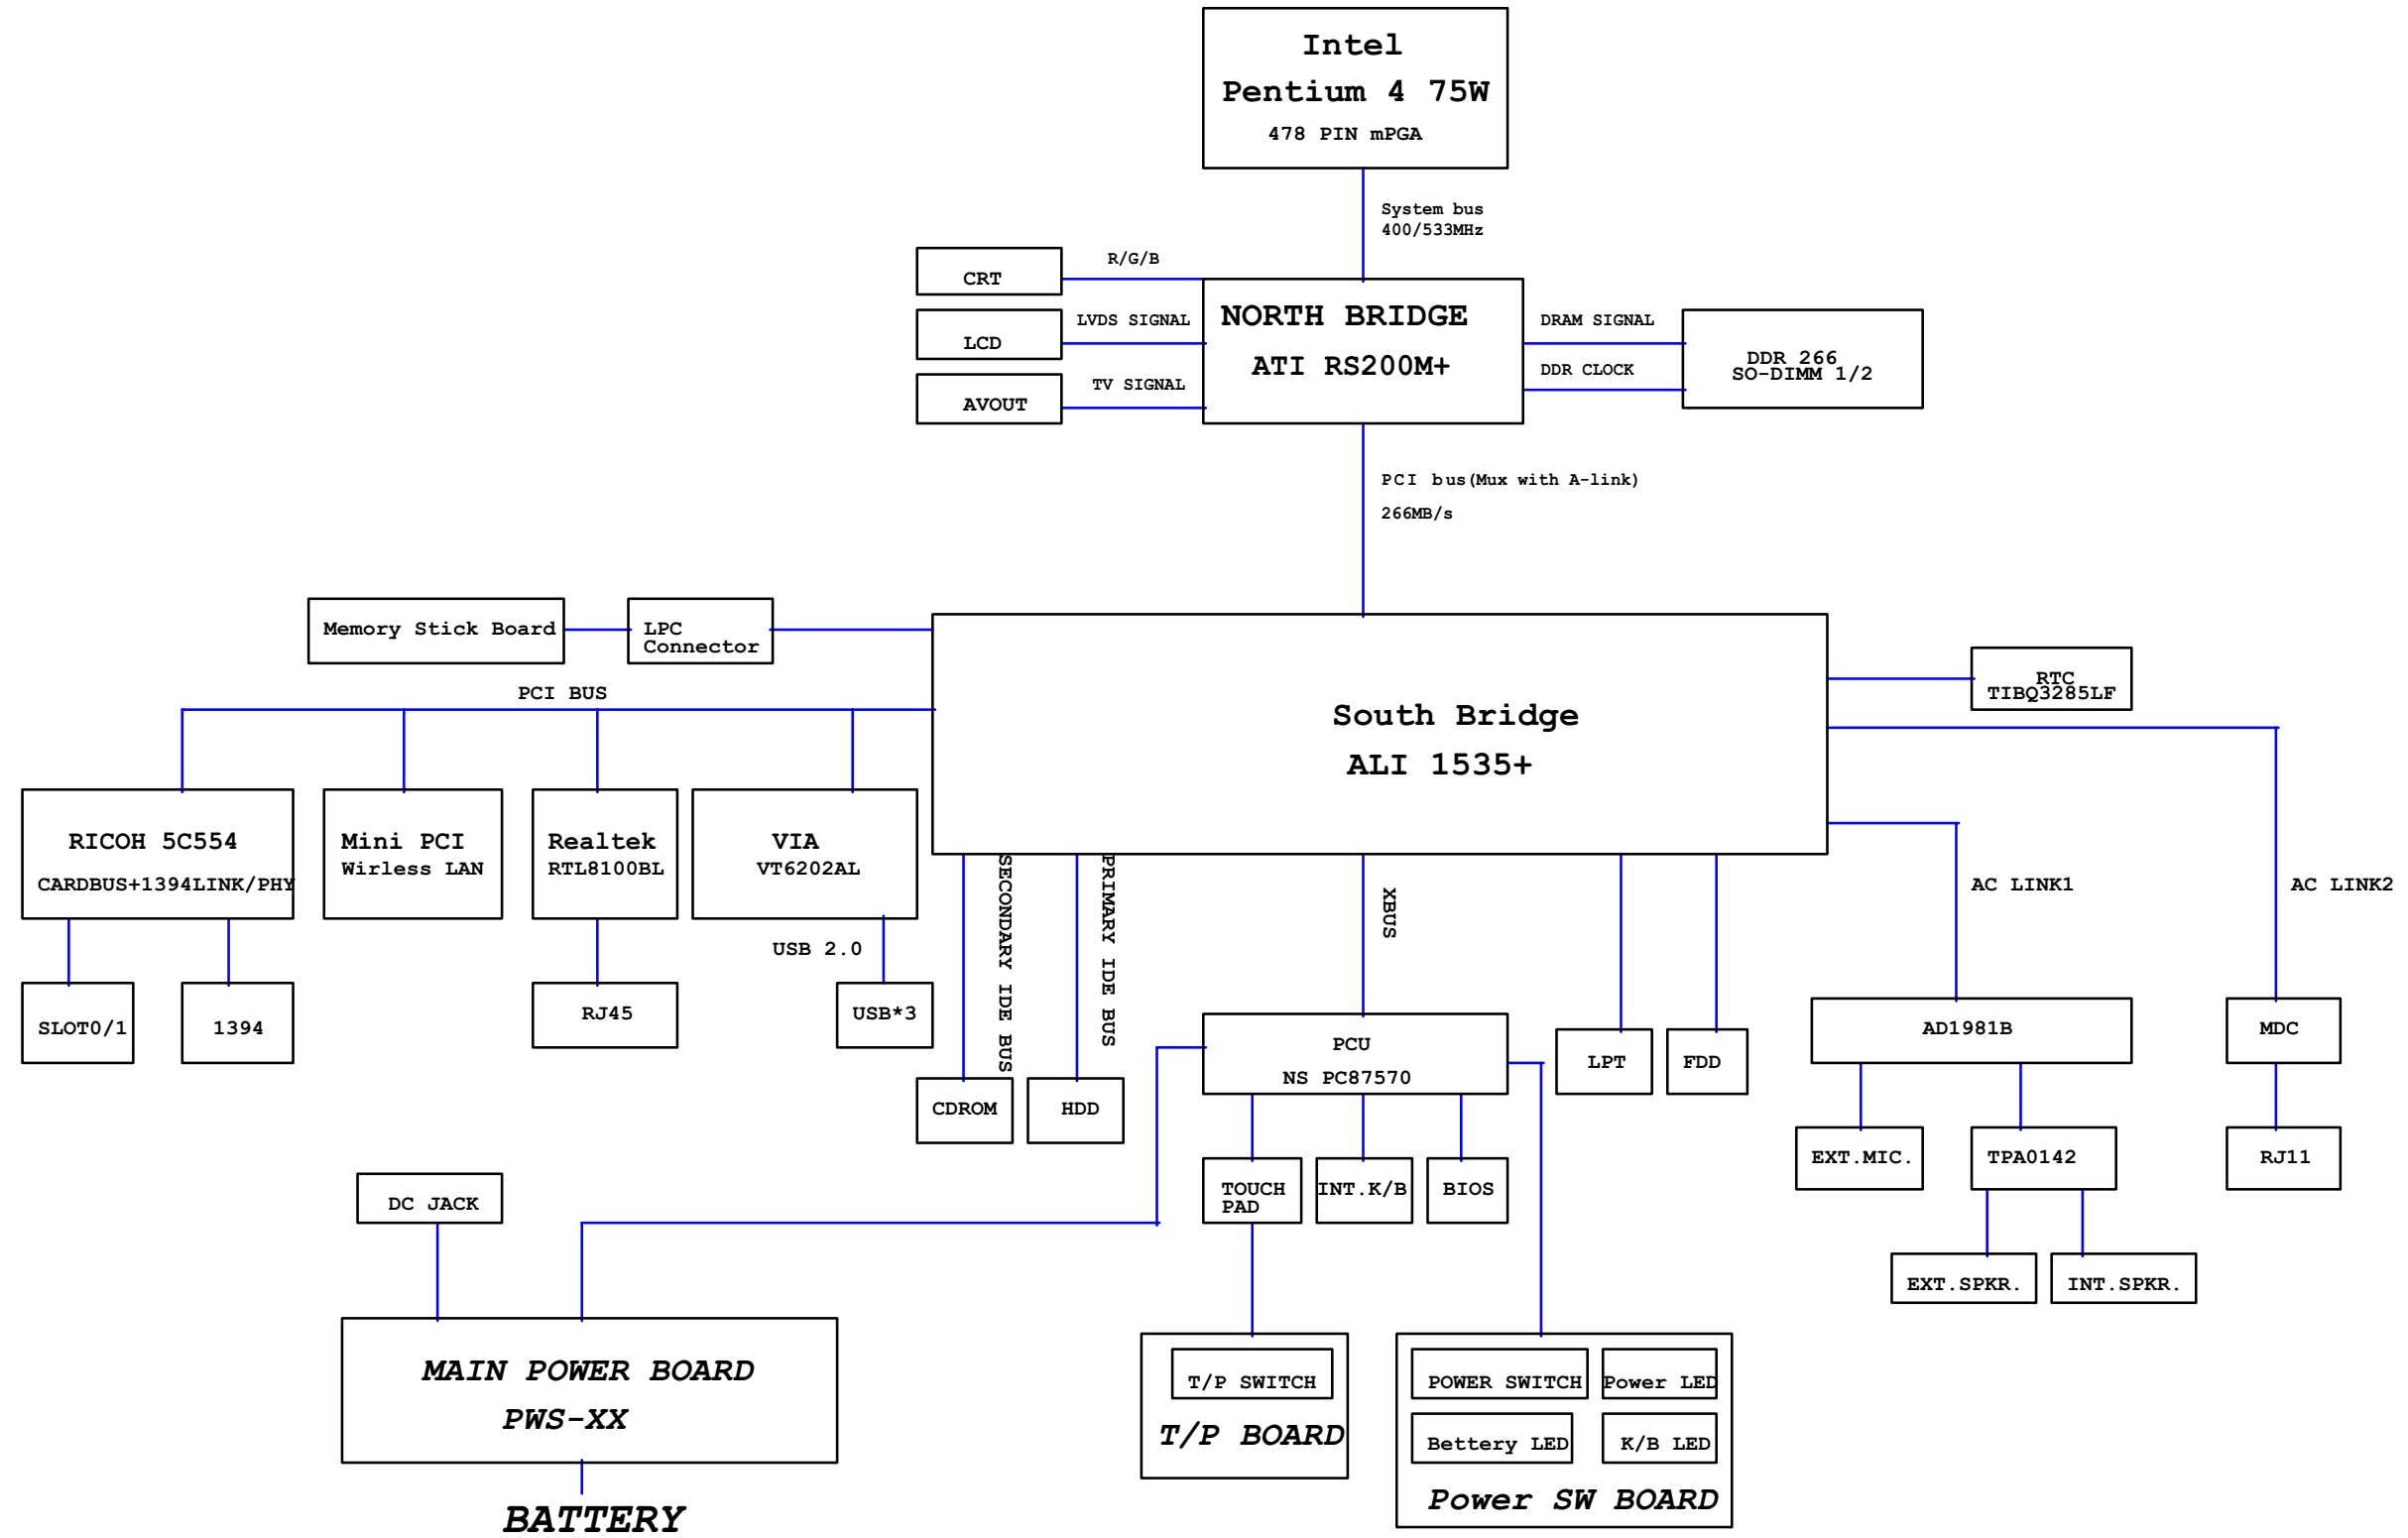 Intel
Pentium 4 75W
478 PIN mPGA
System bus
400/533MHz
CRT
R/G/B
LCD
LVDS SIGNAL
AVOUT
TV SIGNAL
NORTH BRIDGE
ATI RS200M+
DRAM SIGNAL
DDR CLOCK
DDR 266
SO-DIMM 1/2
PCI bus(Mux with A-link)
266MB/s
Memory Stick Board
LPC
Connector
PCI BUS
South Bridge
ALI 1535+
RTC
TIBQ3285LF
RICOH 5C554
CARDBUS+1394LINK/PHY
Mini PCI
Wirless LAN
Realtek
RTL8100BL
VIA
VT6202AL
SECONDARY IDE BUS
PRIMARY IDE BUS
XBUS
AC LINK1
AC LINK2
USB 2.0
SLOT0/1
1394
RJ45
USB*3
CDROM
HDD
PCU
NS PC87570
LPT
FDD
AD1981B
MDC
TOUCH
PAD
INT.K/B
BIOS
EXT.MIC.
TPA0142
RJ11
EXT.SPKR.
INT.SPKR.
DC JACK
MAIN POWER BOARD
PWS-XX
BATTERY
T/P SWITCH
T/P BOARD
POWER SWITCH
Power LED
Bettery LED
K/B LED
Power SW BOARD